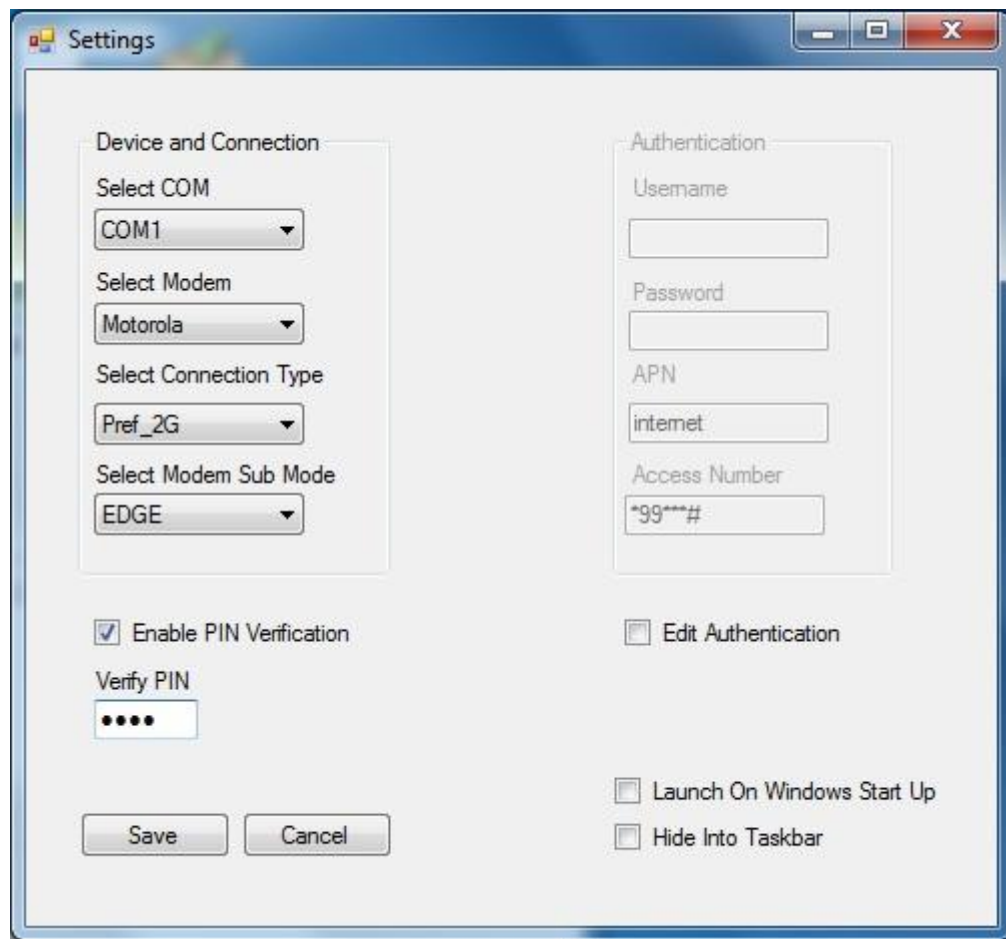 Settings
Device and Connection
Select COM
COM1
Select Modem
Motorola
Select Connection Type
Pref_2G
Select Modem Sub Mode
EDGE
Authentication
Username
Password
APN
internet
Access Number
*99***#
Enable PIN Verification
Verify PIN
••••
Edit Authentication
Save
Cancel
Launch On Windows Start Up
Hide Into Taskbar